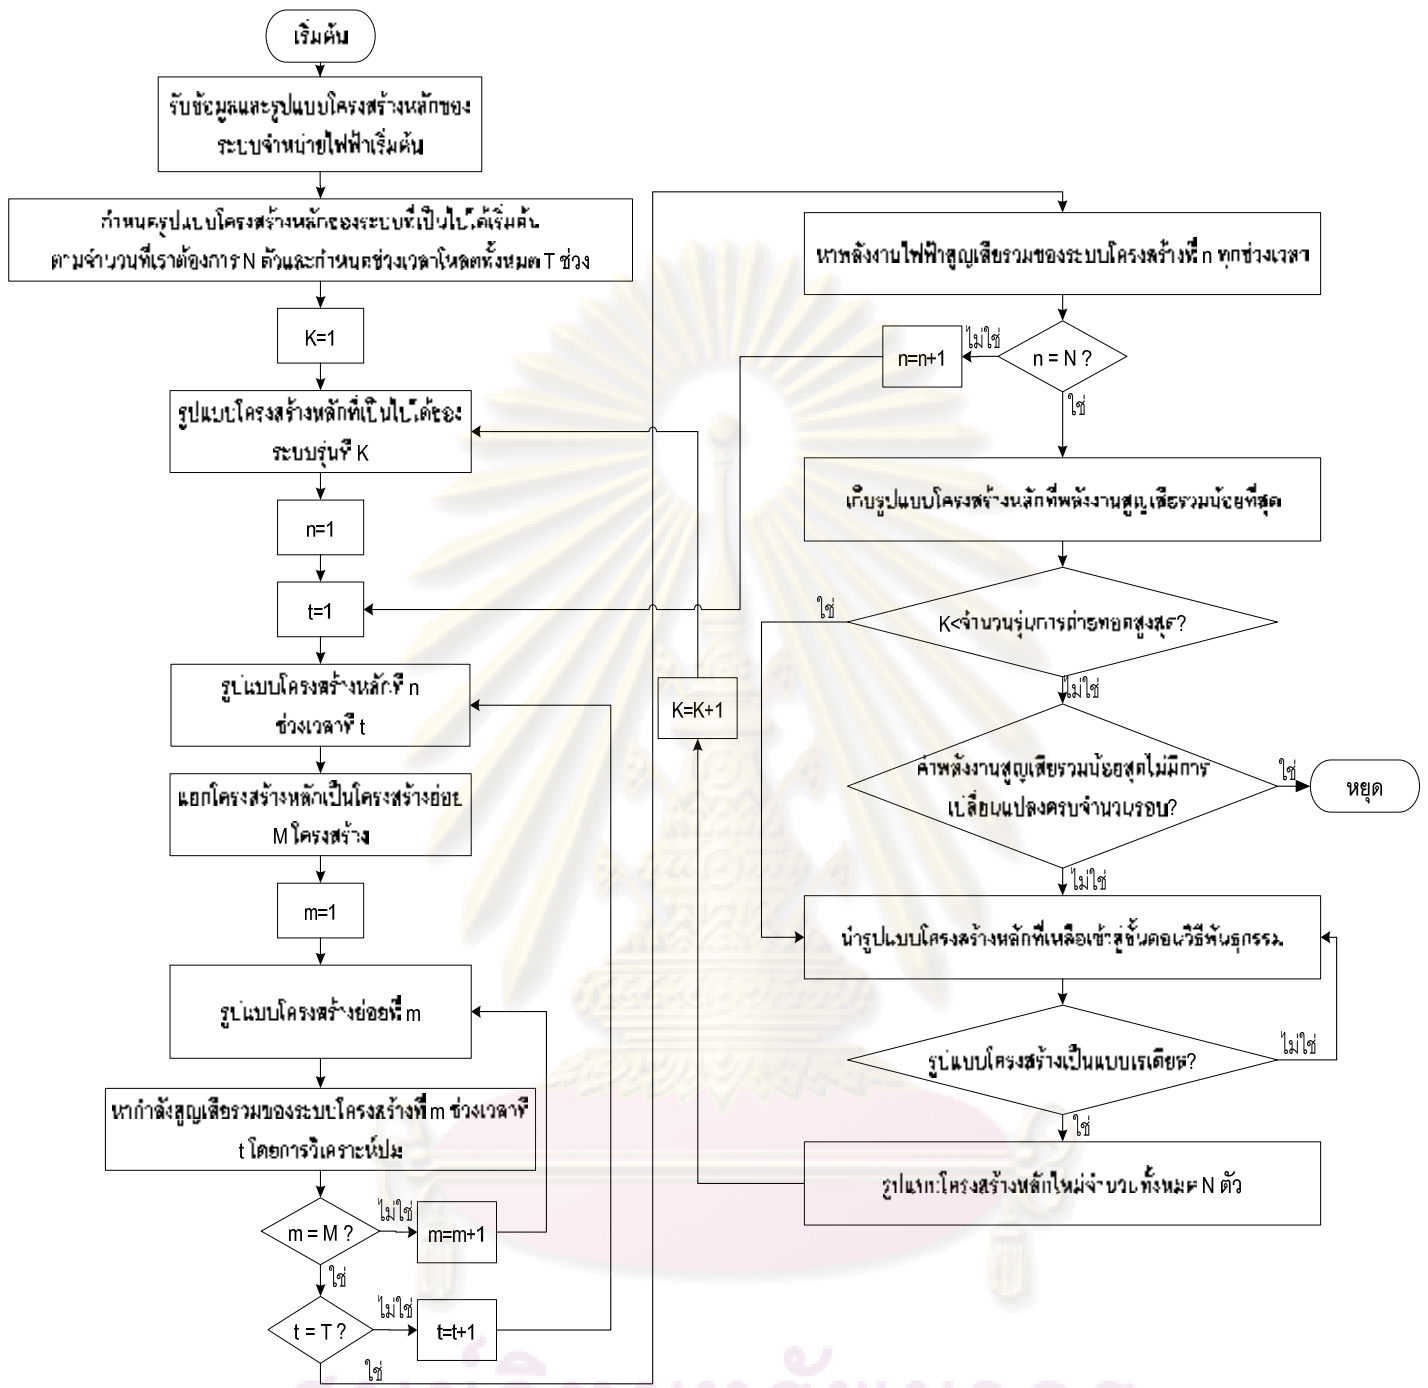 เริ่มต้น
รับข้อมูลและรูปแบบโครงสร้างหลักของ
ระบบจำหน่ายไฟฟ้าเริ่มต้น
กำหนดรูปแบบโครงสร้างหลักของระบบที่เป็นไปได้เริ่มต้น
ตามจำนวนที่เราต้องการ N ตัวและกำหนดช่วงเวลาโหลดทั้งหมด T ช่วง
K=1
รูปแบบโครงสร้างหลักที่เป็นไปได้ของ
ระบบรุ่นที่ K
n=1
t=1
รูปแบบโครงสร้างหลักที่ n
ช่วงเวลาที่ t
แยกโครงสร้างหลักเป็นโครงสร้างย่อย
M โครงสร้าง
m=1
รูปแบบโครงสร้างย่อยที่ m
หากำลังสูญเสียรวมของระบบโครงสร้างที่ m ช่วงเวลาที่
t โดยการวิเคราะห์ปม
m = M ?
ไม่ใช่
m=m+1
ใช่
t = T ?
ไม่ใช่
t=t+1
ใช่
หาพลังงานไฟฟ้าสูญเสียรวมของระบบโครงสร้างที่ n ทุกช่วงเวลา
n = N ?
ไม่ใช่
n=n+1
ใช่
เก็บรูปแบบโครงสร้างหลักที่พลังงานสูญเสียรวมน้อยที่สุด
K<จำนวนรุ่นการถ่ายทอดสูงสุด?
ใช่
ไม่ใช่
K=K+1
ค่าพลังงานสูญเสียรวมน้อยสุดไม่มีการ
เปลี่ยนแปลงครบจำนวนรอบ?
ใช่
หยุด
ไม่ใช่
นำรูปแบบโครงสร้างหลักที่เหลือเข้าสู่ขั้นตอนวิธีพันธุกรรม
รูปแบบโครงสร้างเป็นแบบเรเดียล?
ไม่ใช่
ใช่
รูปแบบโครงสร้างหลักใหม่จำนวนทั้งหมด N ตัว